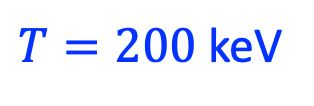 T = 200 keV